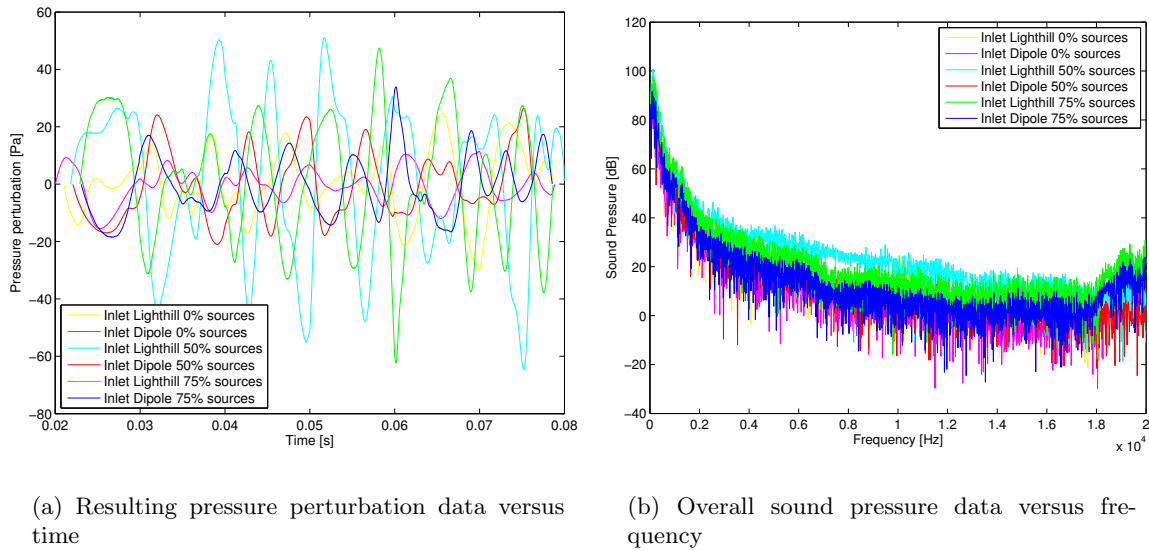 60
40
20
0
−20
−40
−60
−80
Pressure perturbation [Pa]
Inlet Lighthill 0% sources
Inlet Dipole 0% sources
Inlet Lighthill 50% sources
Inlet Dipole 50% sources
Inlet Lighthill 75% sources
Inlet Dipole 75% sources
0.02 0.03 0.04 0.05 0.06 0.07 0.08
Time [s]
120
100
80
60
40
20
0
−20
−40
Sound Pressure [dB]
Inlet Lighthill 0% sources
Inlet Dipole 0% sources
Inlet Lighthill 50% sources
Inlet Dipole 50% sources
Inlet Lighthill 75% sources
Inlet Dipole 75% sources
0 0.2 0.4 0.6 0.8 1 1.2 1.4 1.6 1.8 2
Frequency [Hz]
x 10⁴
(a) Resulting pressure perturbation data versus
time
(b) Overall sound pressure data versus fre-
quency